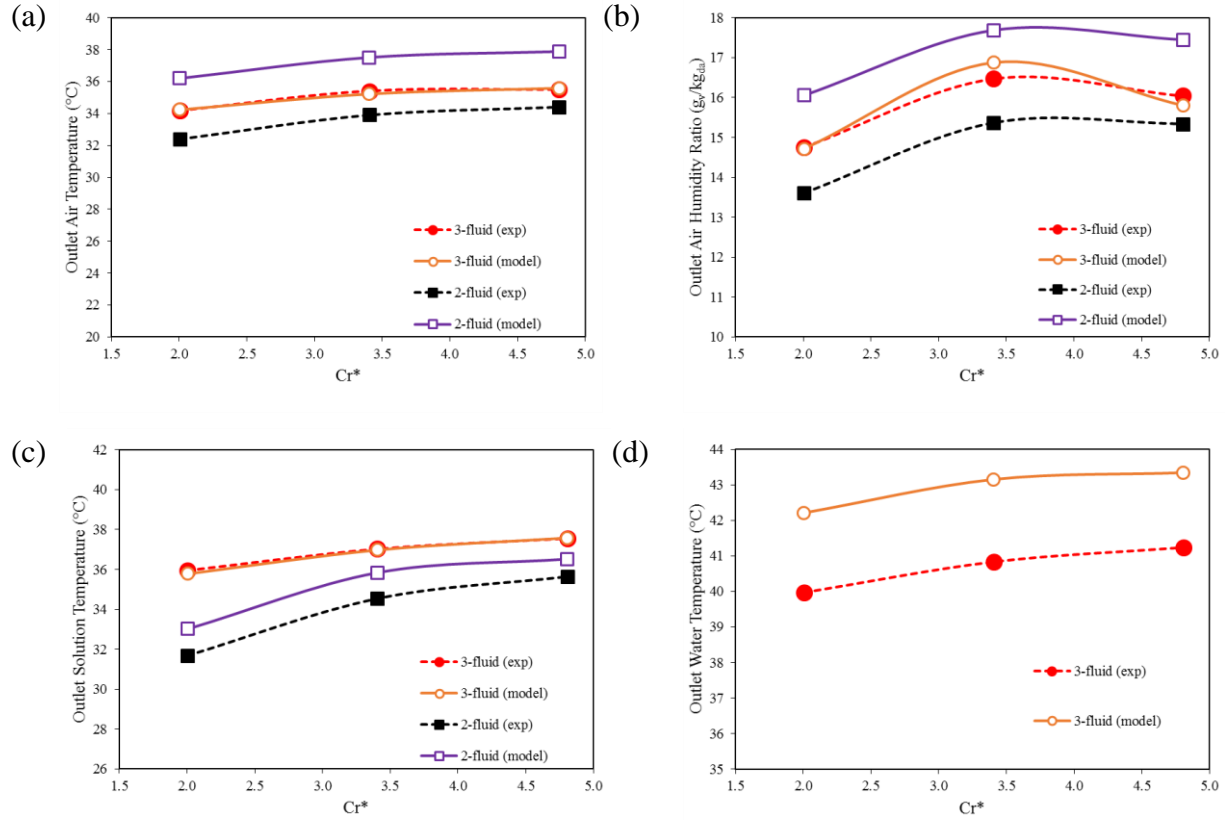 (a)
Outlet Air Temperature (°C)
40
38
36
34
32
30
28
26
24
22
20
1.5 2.0 2.5 3.0 3.5 4.0 4.5 5.0
Cr*
3-fluid (exp)
3-fluid (model)
2-fluid (exp)
2-fluid (model)
(b)
Outlet Air Humidity Ratio (gv/kgda)
18
17
16
15
14
13
12
11
10
1.5 2.0 2.5 3.0 3.5 4.0 4.5 5.0
Cr*
3-fluid (exp)
3-fluid (model)
2-fluid (exp)
2-fluid (model)
(c)
Outlet Solution Temperature (°C)
42
40
38
36
34
32
30
28
26
1.5 2.0 2.5 3.0 3.5 4.0 4.5 5.0
Cr*
3-fluid (exp)
3-fluid (model)
2-fluid (exp)
2-fluid (model)
(d)
Outlet Water Temperature (°C)
44
43
42
41
40
39
38
37
36
35
1.5 2.0 2.5 3.0 3.5 4.0 4.5 5.0
Cr*
3-fluid (exp)
3-fluid (model)